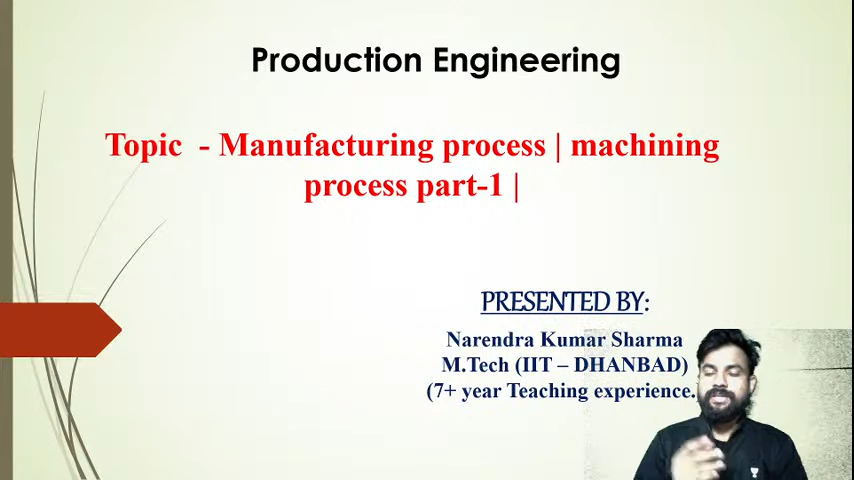 Production Engineering
Topic - Manufacturing process | machining
process part-1 |
PRESENTED BY:
Narendra Kumar Sharma
M.Tech (IIT – DHANBAD)
(7+ year Teaching experience.